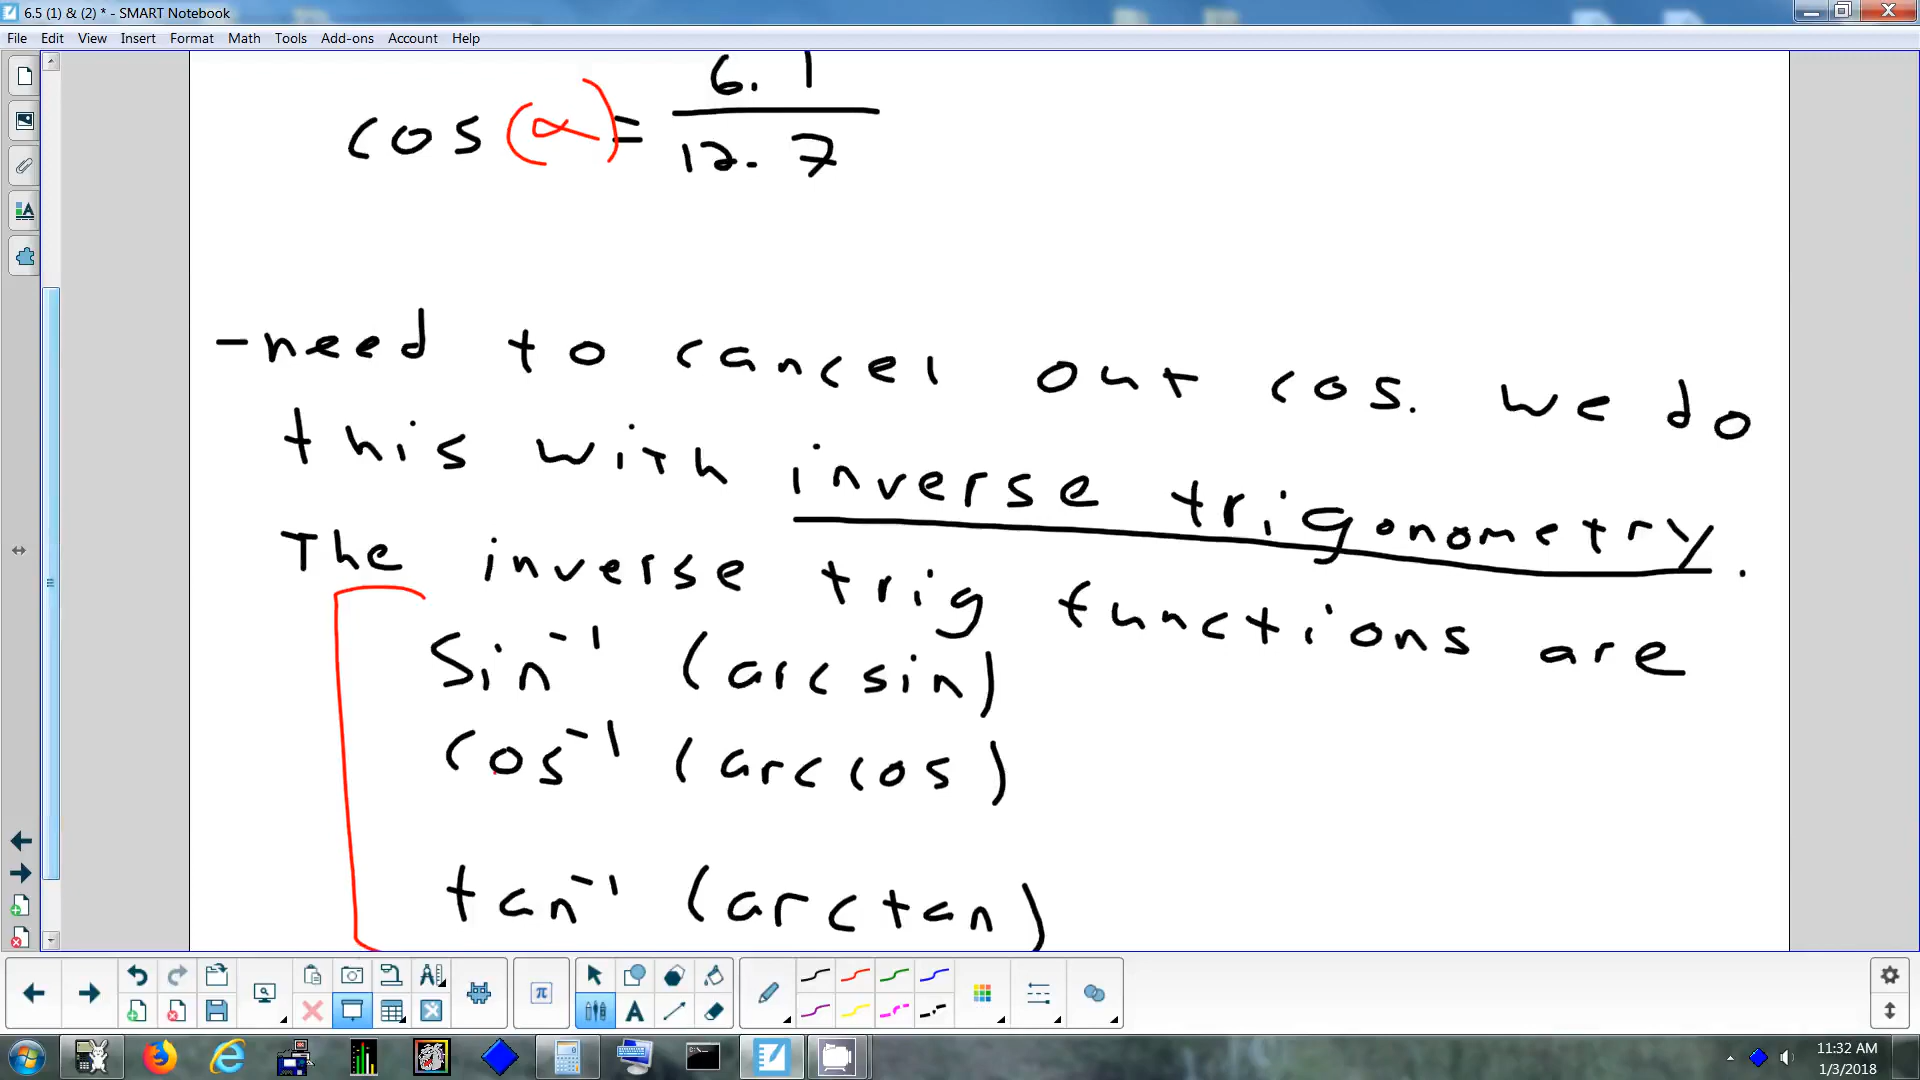 6.5 (1) & (2) * - SMART Notebook
File Edit View Insert Format Math Tools Add-ons Account Help
6.1
cos (α) =
12.7
-need to cancel out cos. we do
this with inverse trigonometry.
The inverse trig functions are
Sin⁻¹ (arcsin)
cos⁻¹ (arccos)
tan⁻¹ (arctan)
π
A
11:32 AM
1/3/2018